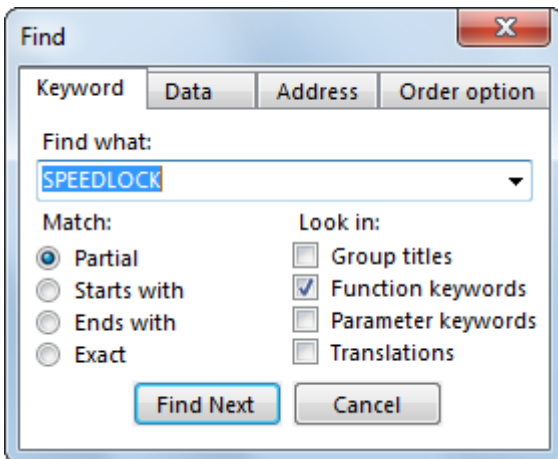 Find
Keyword Data Address Order option
Find what:
SPEEDLOCK
Match: Look in:
Partial Group titles
Starts with Function keywords
Ends with Parameter keywords
Exact Translations
Find Next Cancel